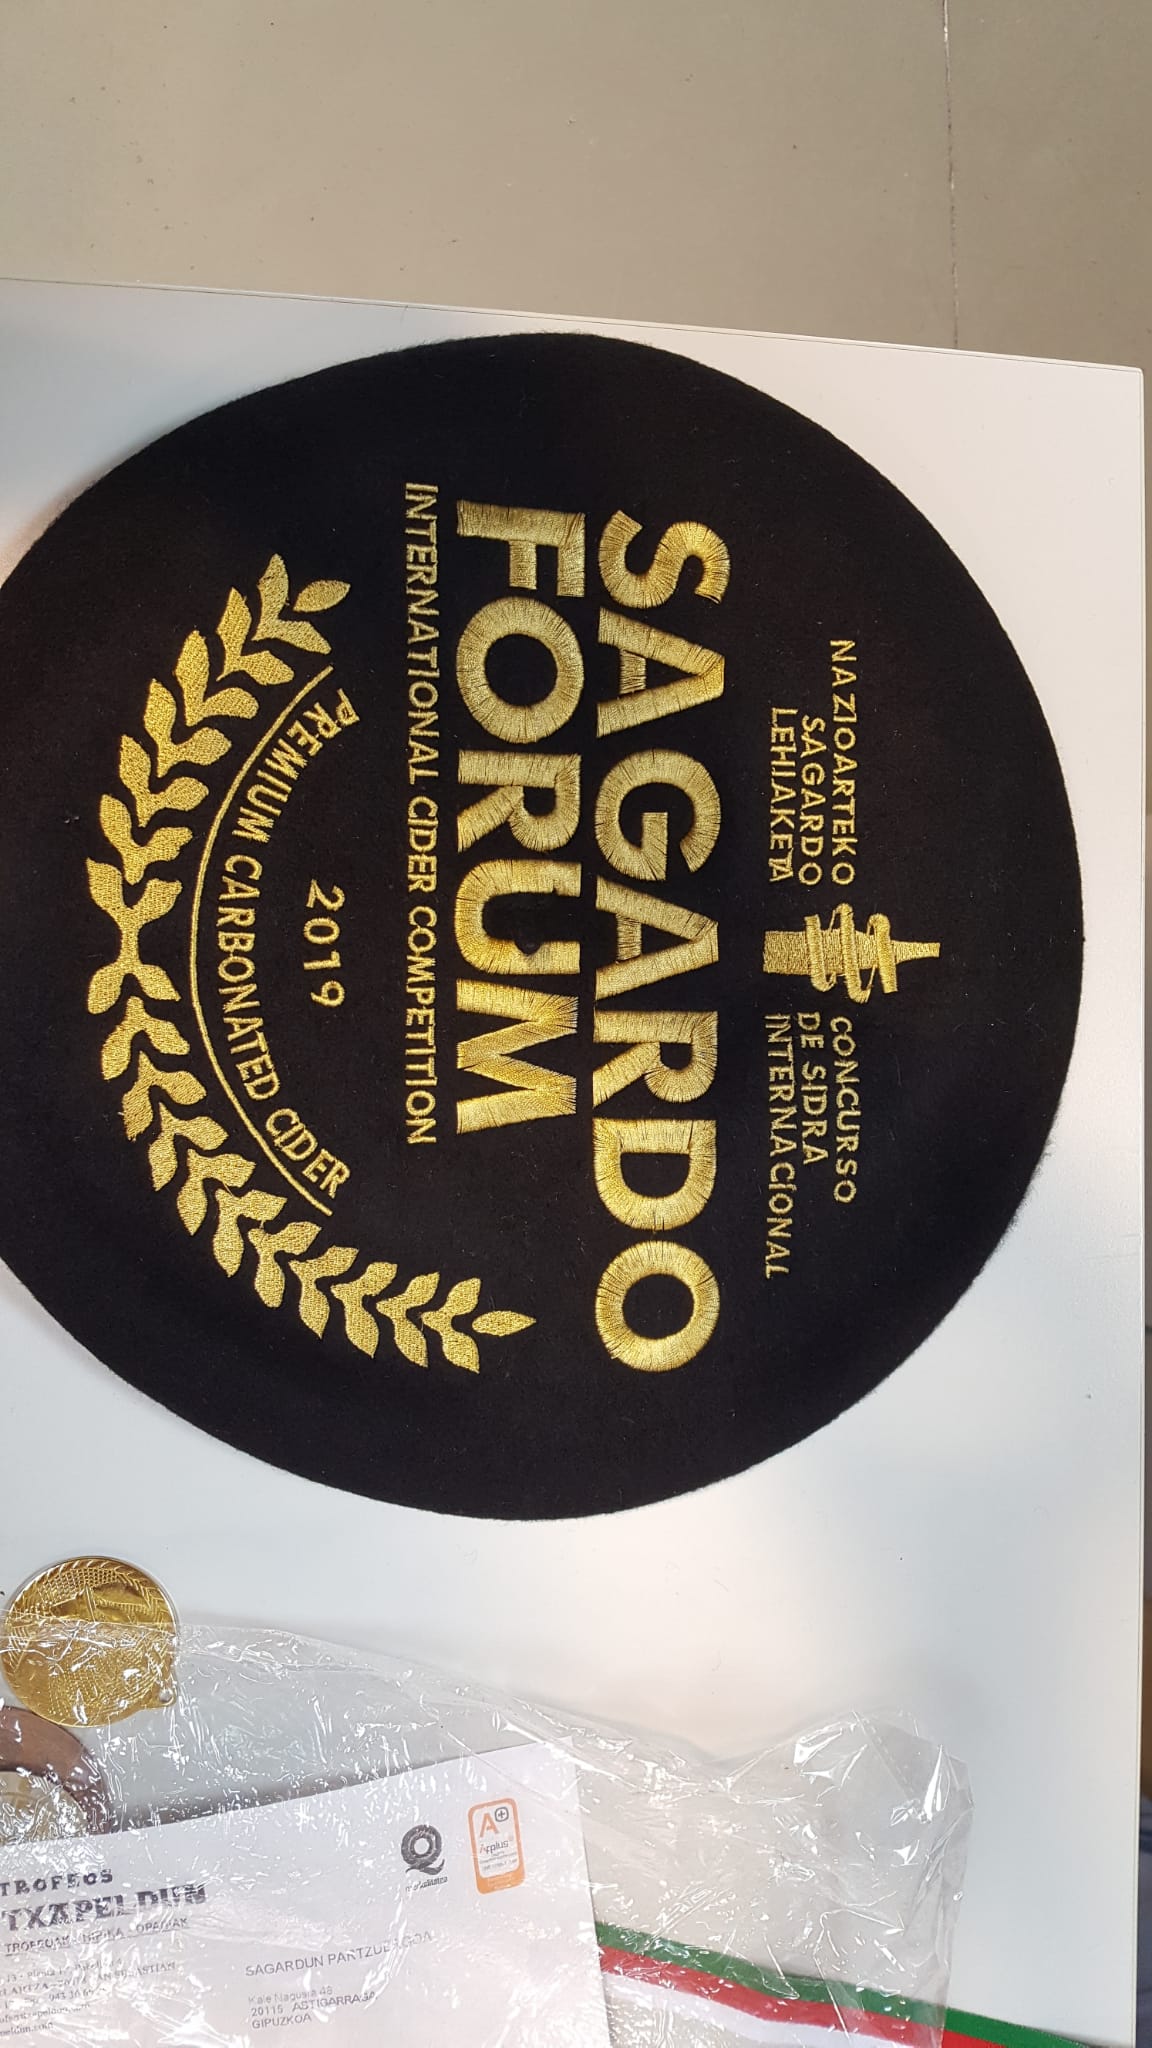 NAZIOARTEKO
SAGARDO
LEHIAKETA
CONCURSO
DE SIDRA
INTERNACIONAL
SAGARDO
FORUM
INTERNATIONAL CIDER COMPETITION
2019
PREMIUM CARBONATED CIDER
TROFEOS
TXAPELDUN
SAGARDUN PARTZUERGOA
Kale Nagusia 48
20115 ASTIGARRAGA
GIPUZKOA
A+
Applus